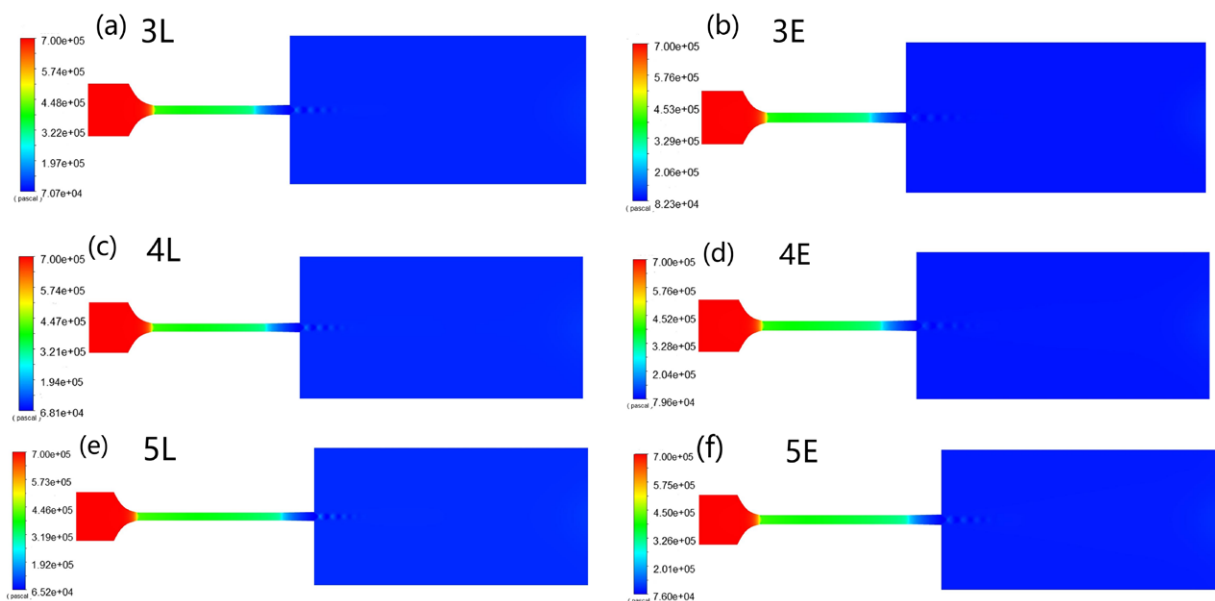 (a) 3L
7.00e+05
5.74e+05
4.48e+05
3.22e+05
1.97e+05
7.07e+04
( pascal )
(b) 3E
7.00e+05
5.76e+05
4.53e+05
3.29e+05
2.06e+05
8.23e+04
( pascal
(c) 4L
7.00e+05
5.74e+05
4.47e+05
3.21e+05
1.94e+05
6.81e+04
( pascal )
(d) 4E
7.00e+05
5.76e+05
4.52e+05
3.28e+05
2.04e+05
7.96e+04
( pascal
(e) 5L
7.00e+05
5.73e+05
4.46e+05
3.19e+05
1.92e+05
6.52e+04
( pascal
(f) 5E
7.00e+05
5.75e+05
4.50e+05
3.26e+05
2.01e+05
7.60e+04
( pascal